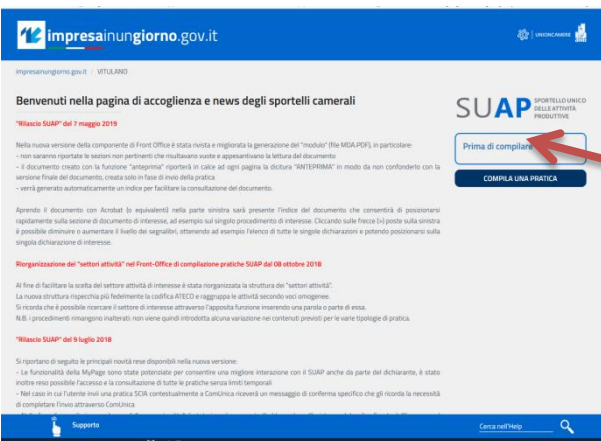 impresainungiorno.gov.it
UNIONCAMERE
impresainungiorno.gov.it / VITULANO
Benvenuti nella pagina di accoglienza e news degli sportelli camerali
"Rilascio SUAP" del 7 maggio 2019
Nella nuova versione della componente di Front Office è stata rivista e migliorata la generazione del "modulo" (file MDA.PDF), in particolare:
- non saranno riportate le sezioni non pertinenti che risultavano vuote e appesantivano la lettura del documento
- il documento creato con la funzione "anteprima" riporterà in calce ad ogni pagina la dicitura "ANTEPRIMA" in modo da non confonderlo con la
versione finale del documento, creata solo in fase di invio della pratica
- verrà generato automaticamente un indice per facilitare la consultazione del documento.
Aprendo il documento con Acrobat (o equivalenti) nella parte sinistra sarà presente l'indice del documento che consentirà di posizionarsi
rapidamente sulla sezione di documento di interesse, ad esempio sul singolo procedimento di interesse. Cliccando sulle frecce (>) poste sulla sinistra
è possibile diminuire o aumentare il livello dei segnalibri, ottenendo ad esempio l'elenco di tutte le singole dichiarazioni e potendo posizionarsi sulla
singola dichiarazione di interesse.
Riorganizzazione dei "settori attività" nel Front-Office di compilazione pratiche SUAP dal 08 ottobre 2018
Al fine di facilitare la scelta del settore attività di interesse è stata riorganizzata la struttura dei "settori attività".
La nuova struttura rispecchia più fedelmente la codifica ATECO e raggruppa le attività secondo voci omogenee.
Si ricorda che è possibile ricercare il settore di interesse attraverso l'apposita funzione inserendo una parola o parte di essa.
N.B. i procedimenti rimangono inalterati: non viene quindi introdotta alcuna variazione nei contenuti previsti per le varie tipologie di pratica.
"Rilascio SUAP" del 9 luglio 2018
Si riportano di seguito le principali novità rese disponibili nella nuova versione:
- Le funzionalità della MyPage sono state potenziate per consentire una migliore interazione con il SUAP anche da parte del dichiarante, è stato
inoltre reso possibile l'accesso e la consultazione di tutte le pratiche senza limiti temporali
- Nel caso in cui l'utente invii una pratica SCIA contestualmente a ComUnica riceverà un messaggio di conferma specifico che gli ricorda la necessità
di completare l'invio attraverso ComUnica
SUAP SPORTELLO UNICO
DELLE ATTIVITÀ
PRODUTTIVE
Prima di compilare
COMPILA UNA PRATICA
Supporto
Cerca nell'Help